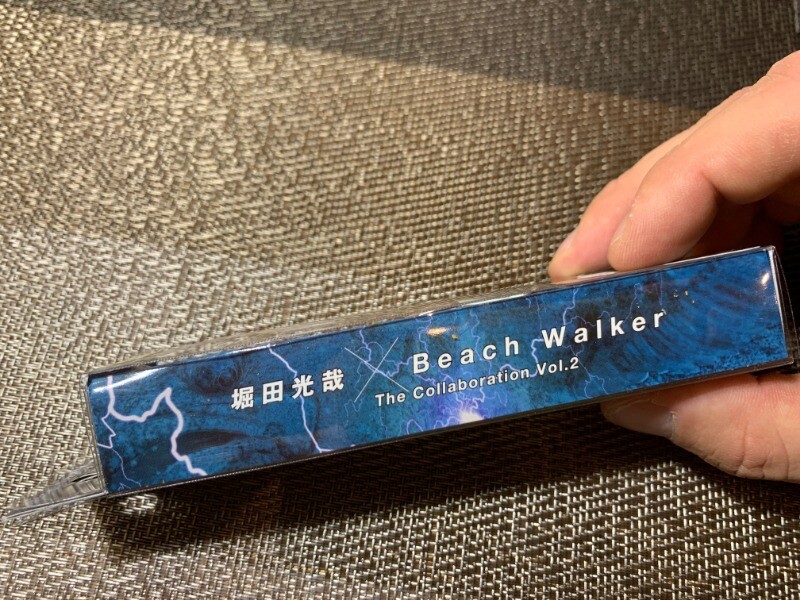 堀田光哉 × Beach Walker
The Collaboration Vol.2